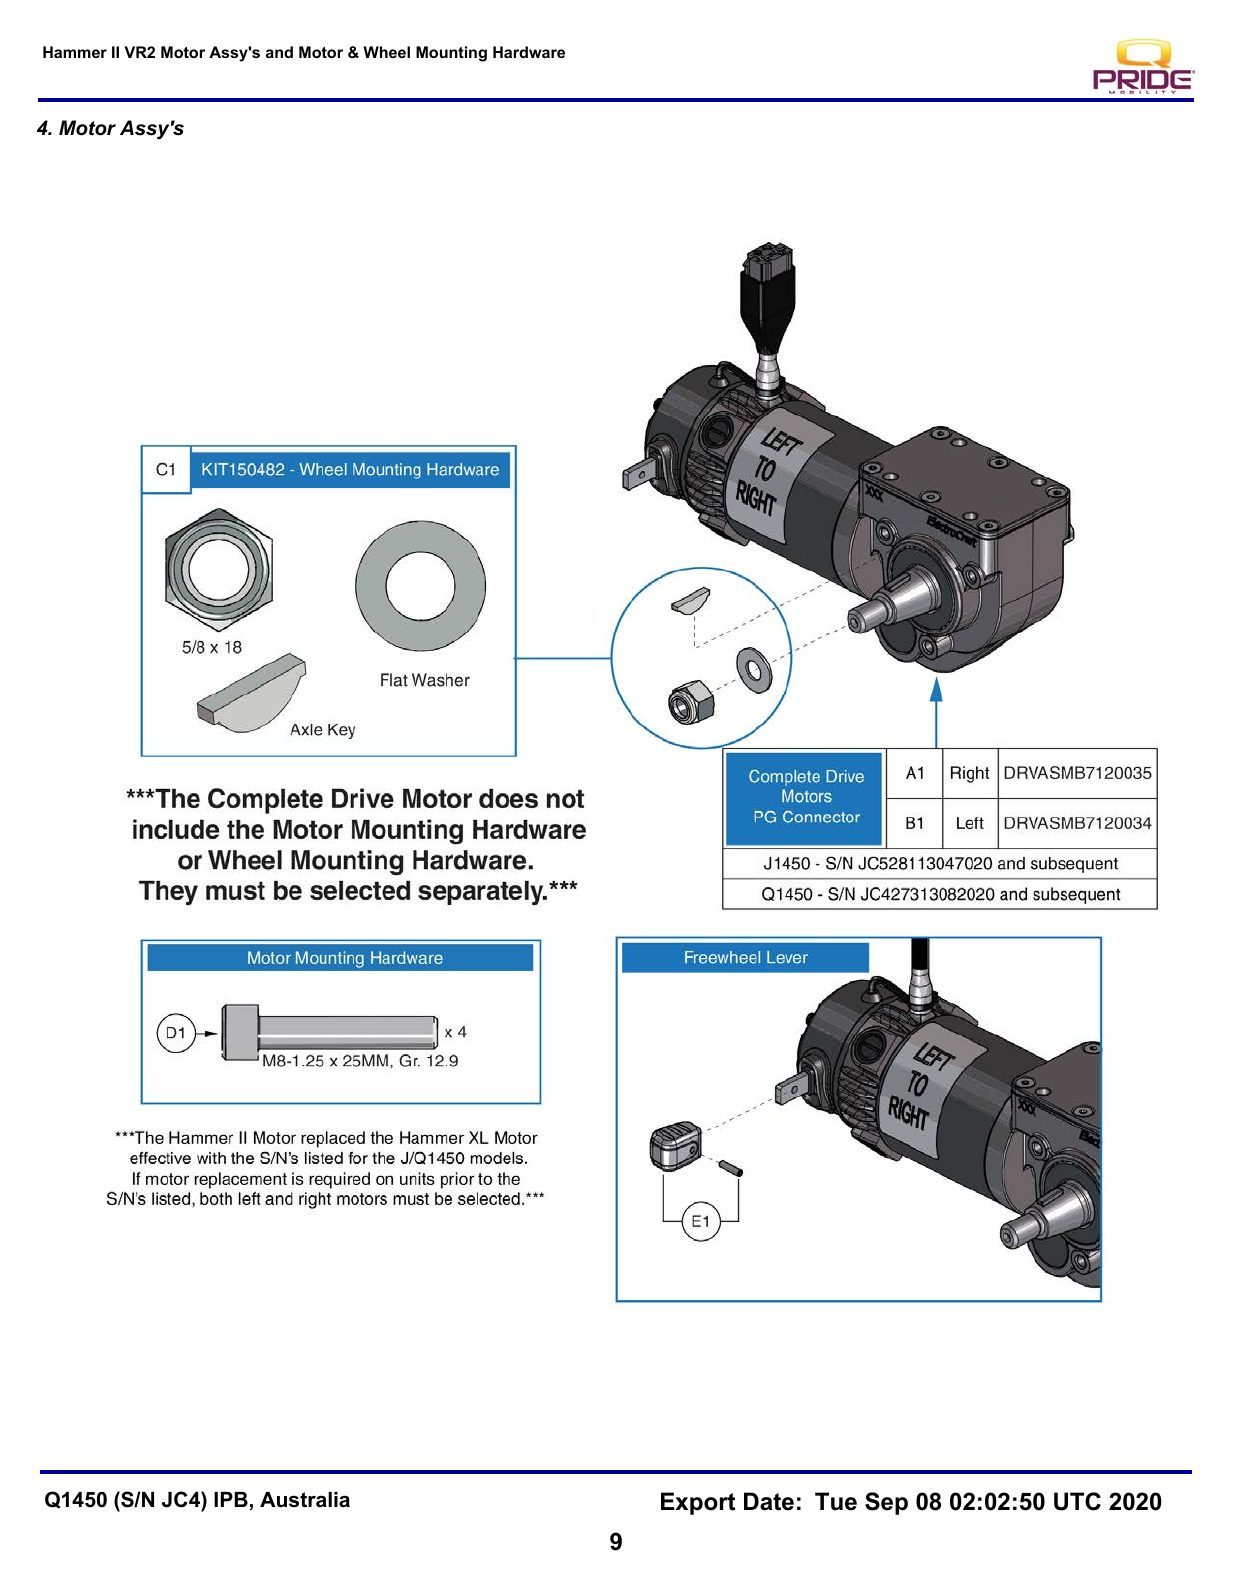 Hammer II VR2 Motor Assy's and Motor & Wheel Mounting Hardware
Q
PRIDE
MOBILITY
4. Motor Assy's
LEFT
TO
RIGHT
XXX
ElectroCraft
C1
KIT150482 - Wheel Mounting Hardware
5/8 x 18
Flat Washer
Axle Key
***The Complete Drive Motor does not
include the Motor Mounting Hardware
or Wheel Mounting Hardware.
They must be selected separately.***
Complete Drive
Motors
PG Connector
A1 Right DRVASMB7120035
B1 Left DRVASMB7120034
J1450 - S/N JC528113047020 and subsequent
Q1450 - S/N JC427313082020 and subsequent
Motor Mounting Hardware
D1
x 4
M8-1.25 x 25MM, Gr. 12.9
***The Hammer II Motor replaced the Hammer XL Motor
effective with the S/N's listed for the J/Q1450 models.
If motor replacement is required on units prior to the
S/N's listed, both left and right motors must be selected.***
Freewheel Lever
LEFT
TO
RIGHT
XXX
Electro
E1
Q1450 (S/N JC4) IPB, Australia
Export Date: Tue Sep 08 02:02:50 UTC 2020
9